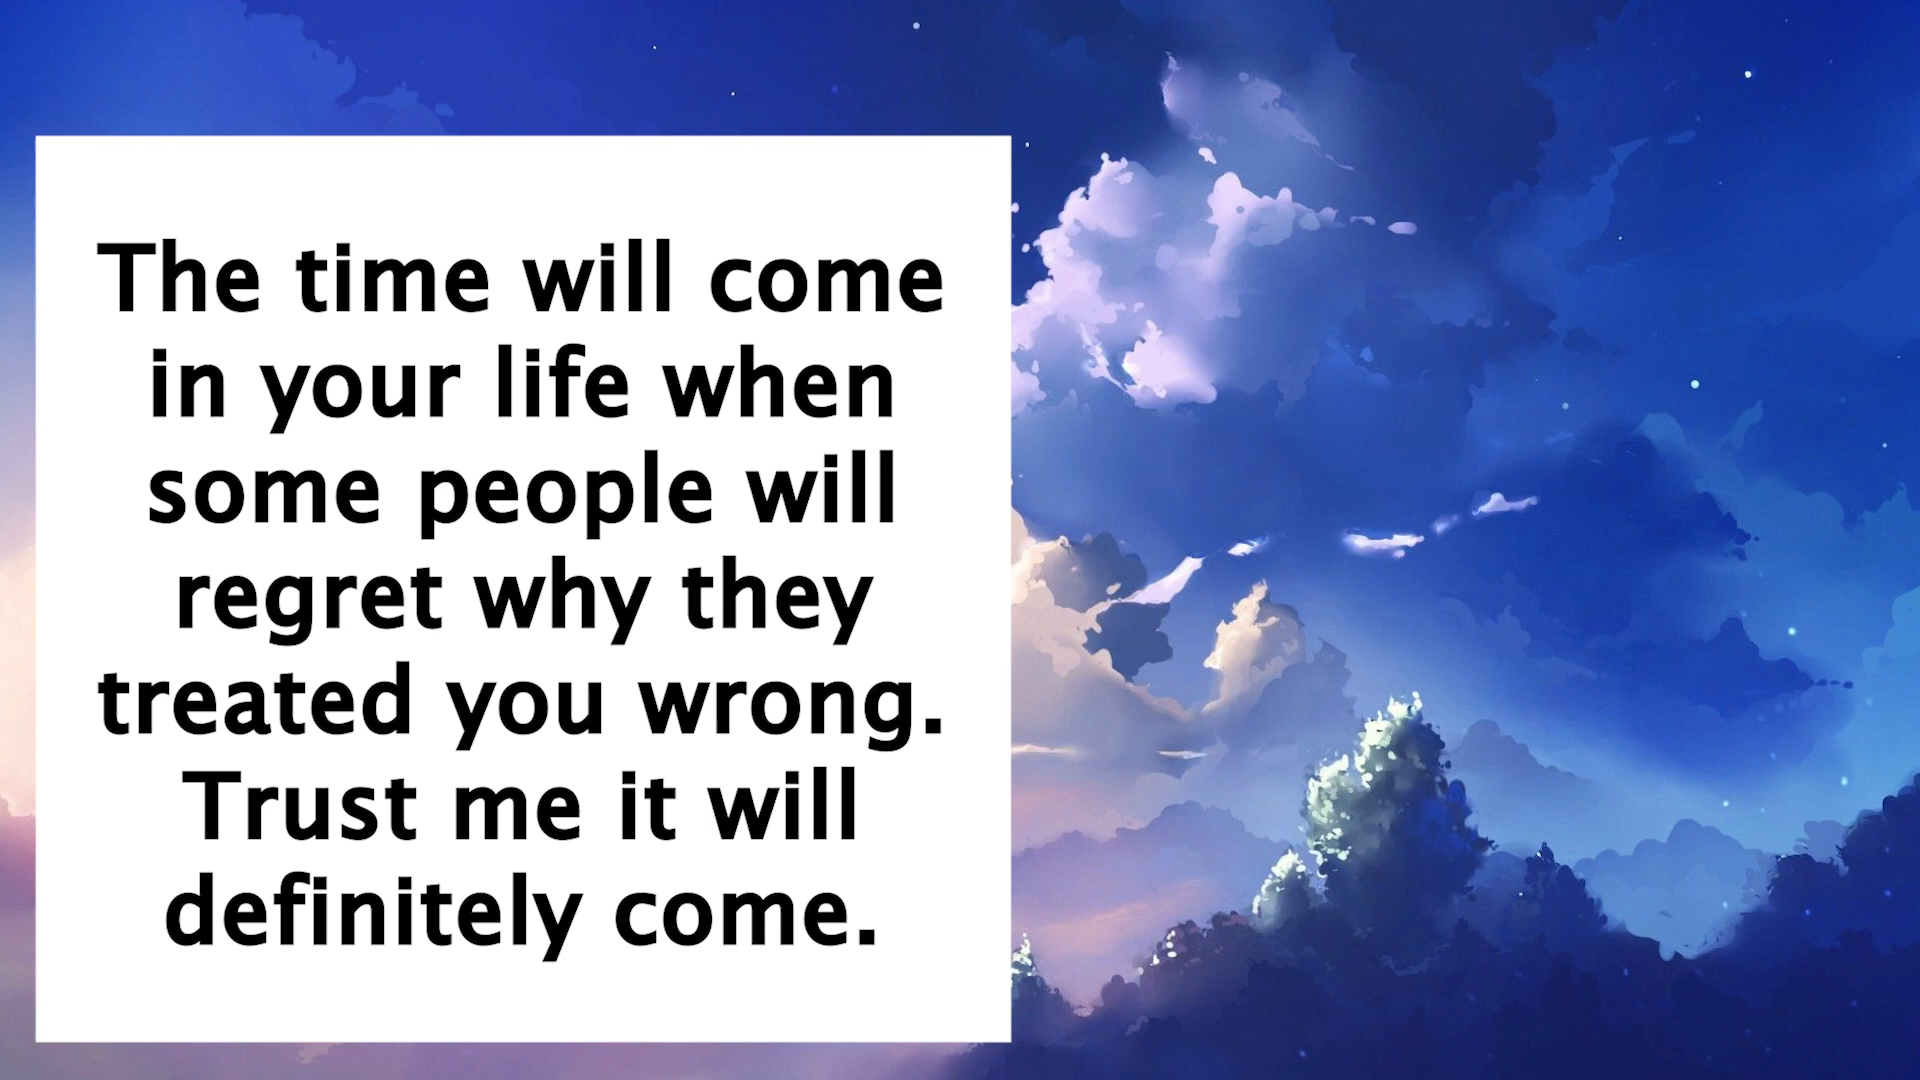 The time will come
in your life when
some people will
regret why they
treated you wrong.
Trust me it will
definitely come.